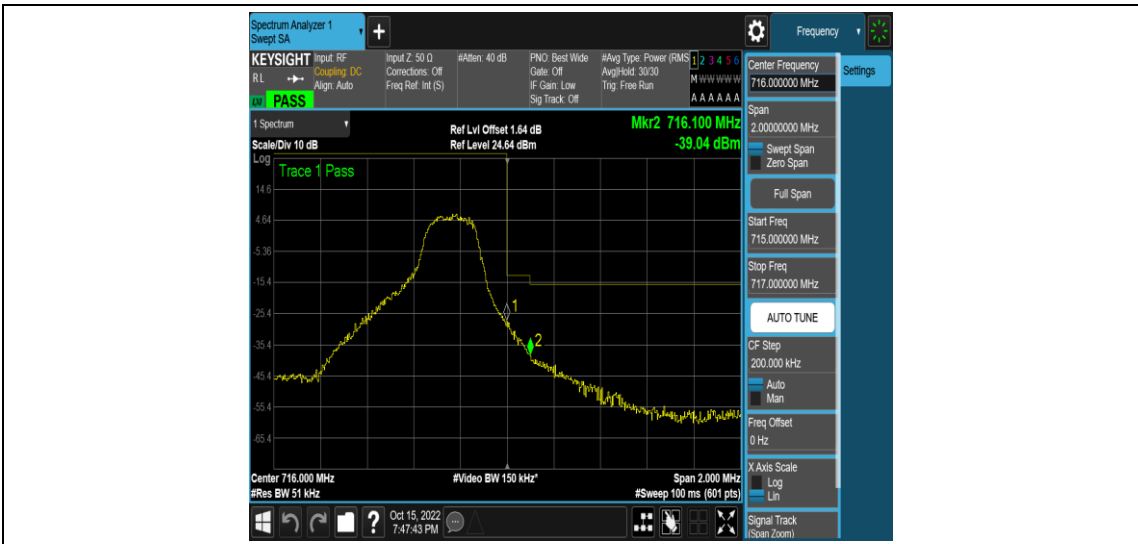 Spectrum Analyzer 1
Swept SA
+
Frequency
KEYSIGHT
RL
LXI PASS
Input: RF
Coupling: DC
Align: Auto
Input Z: 50 Ω
Corrections: Off
Freq Ref: Int (S)
#Atten: 40 dB
PNO: Best Wide
Gate: Off
IF Gain: Low
Sig Track: Off
#Avg Type: Power (RMS
Avg|Hold: 30/30
Trig: Free Run
1 2 3 4 5 6
M W W W W W
A A A A A A
Center Frequency
716.000000 MHz
Settings
Span
2.00000000 MHz
Swept Span
Zero Span
Full Span
Start Freq
715.000000 MHz
Stop Freq
717.000000 MHz
AUTO TUNE
CF Step
200.000 kHz
Auto
Man
Freq Offset
0 Hz
X Axis Scale
Log
Lin
Signal Track
(Span Zoom)
1 Spectrum
Scale/Div 10 dB
Ref Lvl Offset 1.64 dB
Ref Level 24.64 dBm
Mkr2 716.100 MHz
-39.04 dBm
Log
Trace 1 Pass
14.6
4.64
-5.36
-15.4
-25.4
-35.4
-45.4
-55.4
-65.4
1
2
Center 716.000 MHz
#Res BW 51 kHz
#Video BW 150 kHz*
Span 2.000 MHz
#Sweep 100 ms (601 pts)
?
Oct 15, 2022
7:47:43 PM